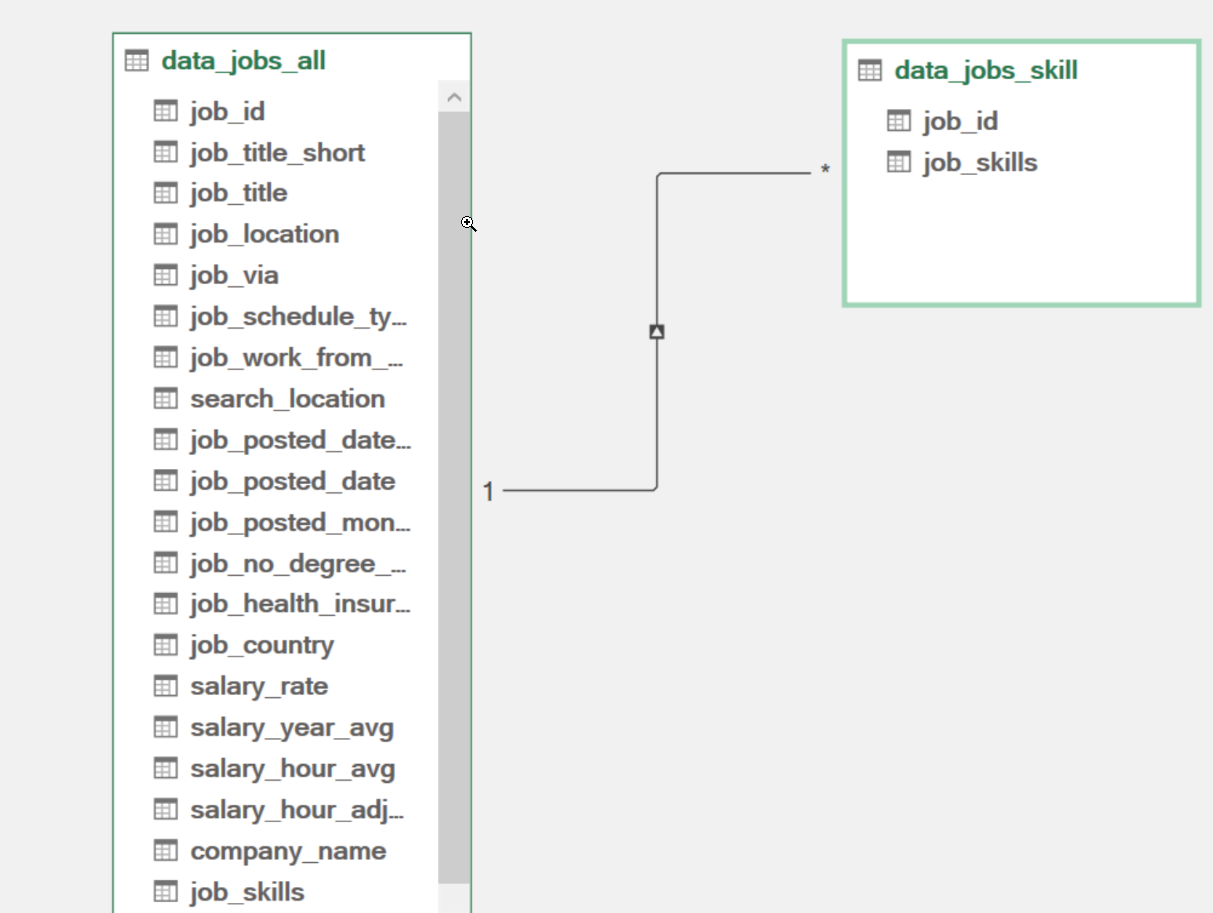 data_jobs_all
job_id
job_title_short
job_title
job_location
job_via
job_schedule_ty...
job_work_from_...
search_location
job_posted_date...
job_posted_date
job_posted_mon...
job_no_degree_...
job_health_insur...
job_country
salary_rate
salary_year_avg
salary_hour_avg
salary_hour_adj...
company_name
job_skills
1
*
data_jobs_skill
job_id
job_skills